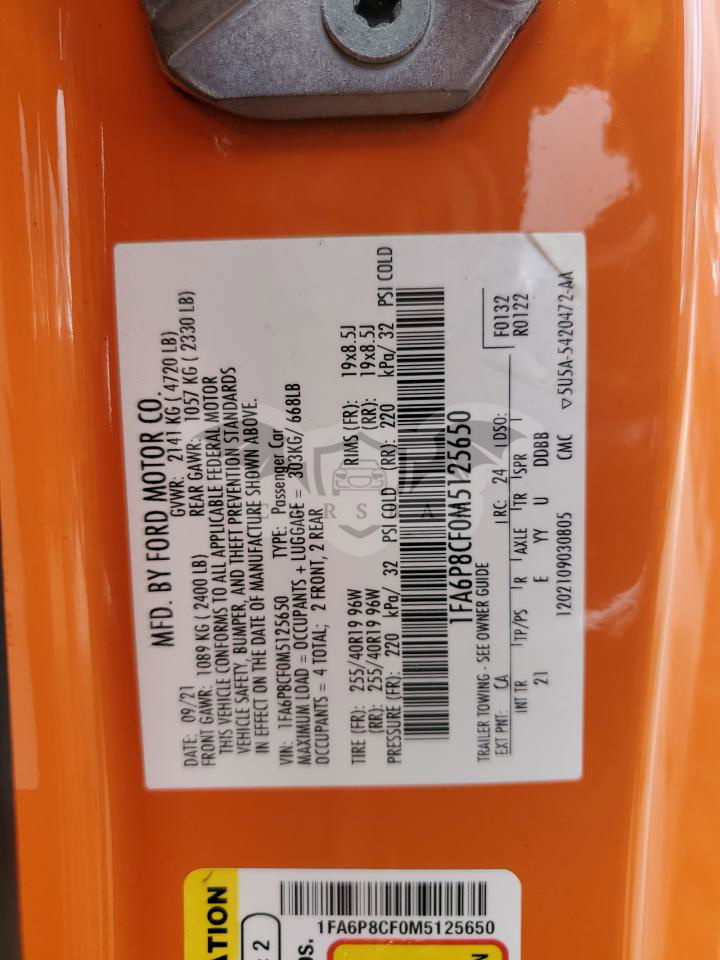 MFD. BY FORD MOTOR CO.
DATE: 09/21 GVWR: 2141 KG ( 4720 LB)
FRONT GAWR: 1089 KG ( 2400 LB) REAR GAWR: 1057 KG ( 2330 LB)
THIS VEHICLE CONFORMS TO ALL APPLICABLE FEDERAL MOTOR
VEHICLE SAFETY, BUMPER, AND THEFT PREVENTION STANDARDS
IN EFFECT ON THE DATE OF MANUFACTURE SHOWN ABOVE.
VIN: 1FA6P8CF0M5125650 TYPE: Passenger Car
MAXIMUM LOAD = OCCUPANTS + LUGGAGE = 303KG/ 668LB
OCCUPANTS = 4 TOTAL; 2 FRONT, 2 REAR
TIRE (FR): 255/40R19 96W RIMS (FR): 19x8.5J
(RR): 255/40R19 96W (RR): 19x8.5J
PRESSURE (FR): 220 kPa/ 32 PSI COLD (RR): 220 kPa/ 32 PSI COLD
1FA6P8CF0M5125650
TRAILER TOWING - SEE OWNER GUIDE F0132
R0122
EXT PNT: CA RC: 24 DSO:
INT TR TP/PS R AXLE TR SPR
21 E YY U DDBB
1202109030805 CMC ▽5U5A-5420472-AA
R S A
1FA6P8CF0M5125650